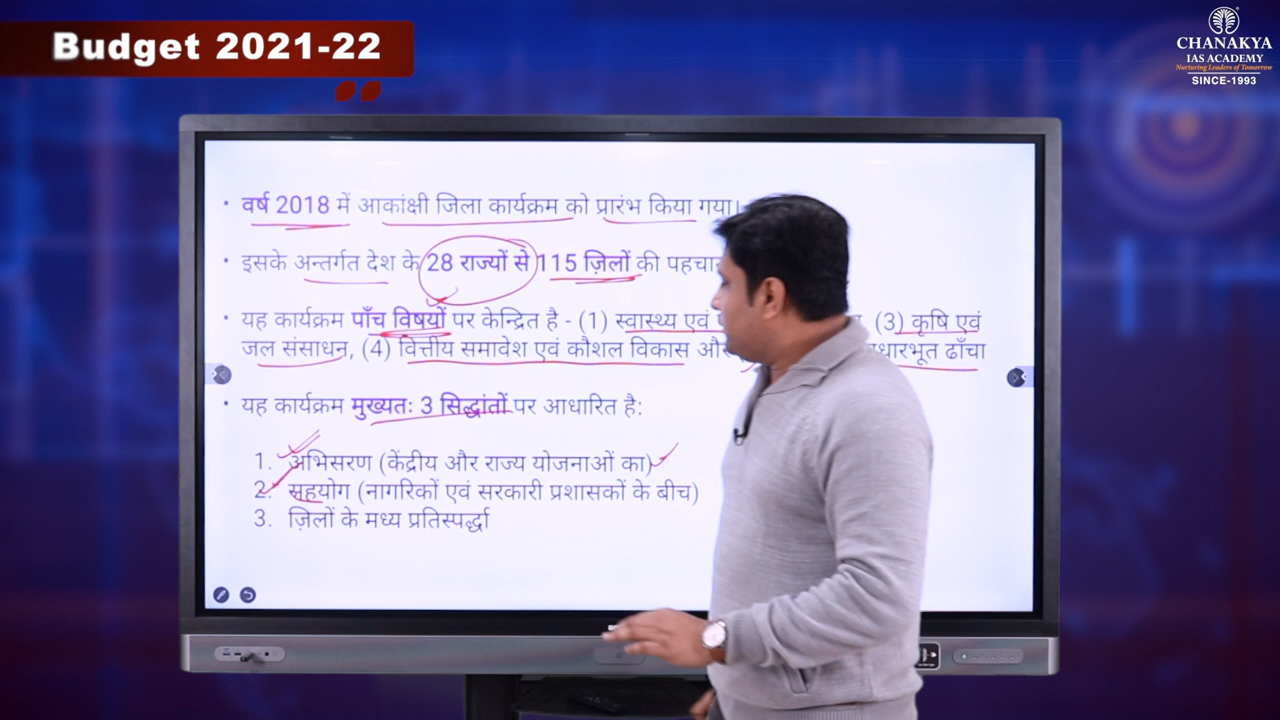 Budget 2021-22
CHANAKYA
IAS ACADEMY
Nurturing Leaders of Tomorrow
SINCE-1993
• वर्ष 2018 में आकांक्षी जिला कार्यक्रम को प्रारंभ किया गया।
• इसके अन्तर्गत देश के 28 राज्यों से 115 ज़िलों की
• यह कार्यक्रम पाँच विषयों पर केन्द्रित है - (1) स्वास्थ्य एवं (3) कृषि एवं
जल संसाधन, (4) वित्तीय समावेश एवं कौशल विकास और ढाँचा
• यह कार्यक्रम मुख्यतः 3 सिद्धांतों पर आधारित है:
1. अभिसरण (केंद्रीय और राज्य योजनाओं का)
2. सहयोग (नागरिकों एवं सरकारी प्रशासकों के बीच)
3. ज़िलों के मध्य प्रतिस्पर्द्धा